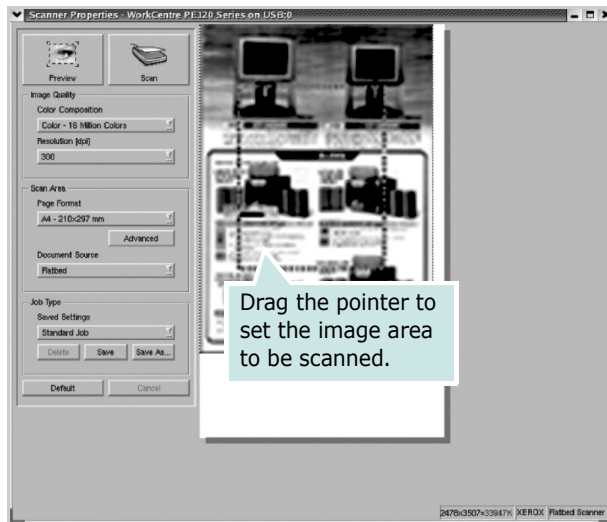 Scanner Properties - WorkCentre PE120 Series on USB:0
Preview
Scan
Image Quality
Color Composition
Color - 16 Million Colors
Resolution [dpi]
300
Scan Area
Page Format
A4 - 210x297 mm
Advanced
Document Source
Flatbed
Job Type
Saved Settings
Standard Job
Delete
Save
Save As...
Default
Cancel
Drag the pointer to
set the image area
to be scanned.
2478x3507=33947K
XEROX
Flatbed Scanner